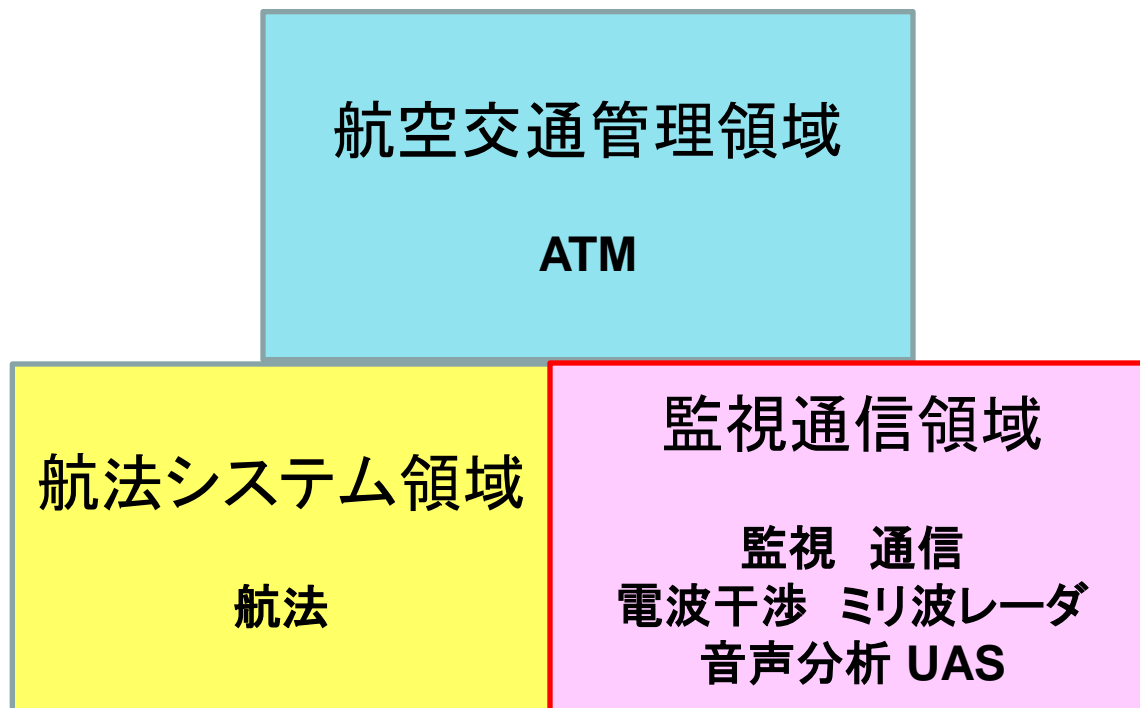 航空交通管理領域
ATM
航法システム領域
航法
監視通信領域
監視　通信
電波干渉　ミリ波レーダ
音声分析 UAS